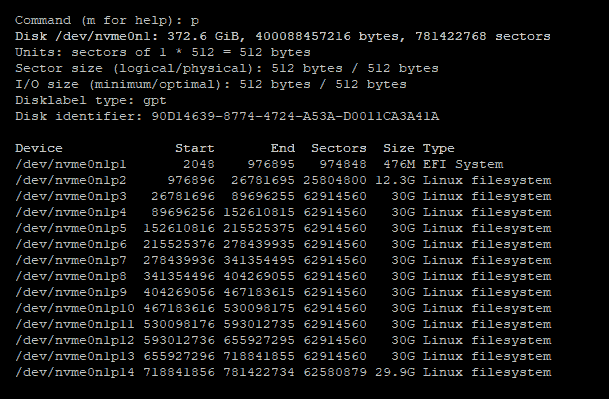 Command (m for help): p
Disk /dev/nvme0n1: 372.6 GiB, 400088457216 bytes, 781422768 sectors
Units: sectors of 1 * 512 = 512 bytes
Sector size (logical/physical): 512 bytes / 512 bytes
I/O size (minimum/optimal): 512 bytes / 512 bytes
Disklabel type: gpt
Disk identifier: 90D14639-8774-4724-A53A-D0011CA3A41A
Device Start End Sectors Size Type
/dev/nvme0n1p1 2048 976895 974848 476M EFI System
/dev/nvme0n1p2 976896 26781695 25804800 12.3G Linux filesystem
/dev/nvme0n1p3 26781696 89696255 62914560 30G Linux filesystem
/dev/nvme0n1p4 89696256 152610815 62914560 30G Linux filesystem
/dev/nvme0n1p5 152610816 215525375 62914560 30G Linux filesystem
/dev/nvme0n1p6 215525376 278439935 62914560 30G Linux filesystem
/dev/nvme0n1p7 278439936 341354495 62914560 30G Linux filesystem
/dev/nvme0n1p8 341354496 404269055 62914560 30G Linux filesystem
/dev/nvme0n1p9 404269056 467183615 62914560 30G Linux filesystem
/dev/nvme0n1p10 467183616 530098175 62914560 30G Linux filesystem
/dev/nvme0n1p11 530098176 593012735 62914560 30G Linux filesystem
/dev/nvme0n1p12 593012736 655927295 62914560 30G Linux filesystem
/dev/nvme0n1p13 655927296 718841855 62914560 30G Linux filesystem
/dev/nvme0n1p14 718841856 781422734 62580879 29.9G Linux filesystem